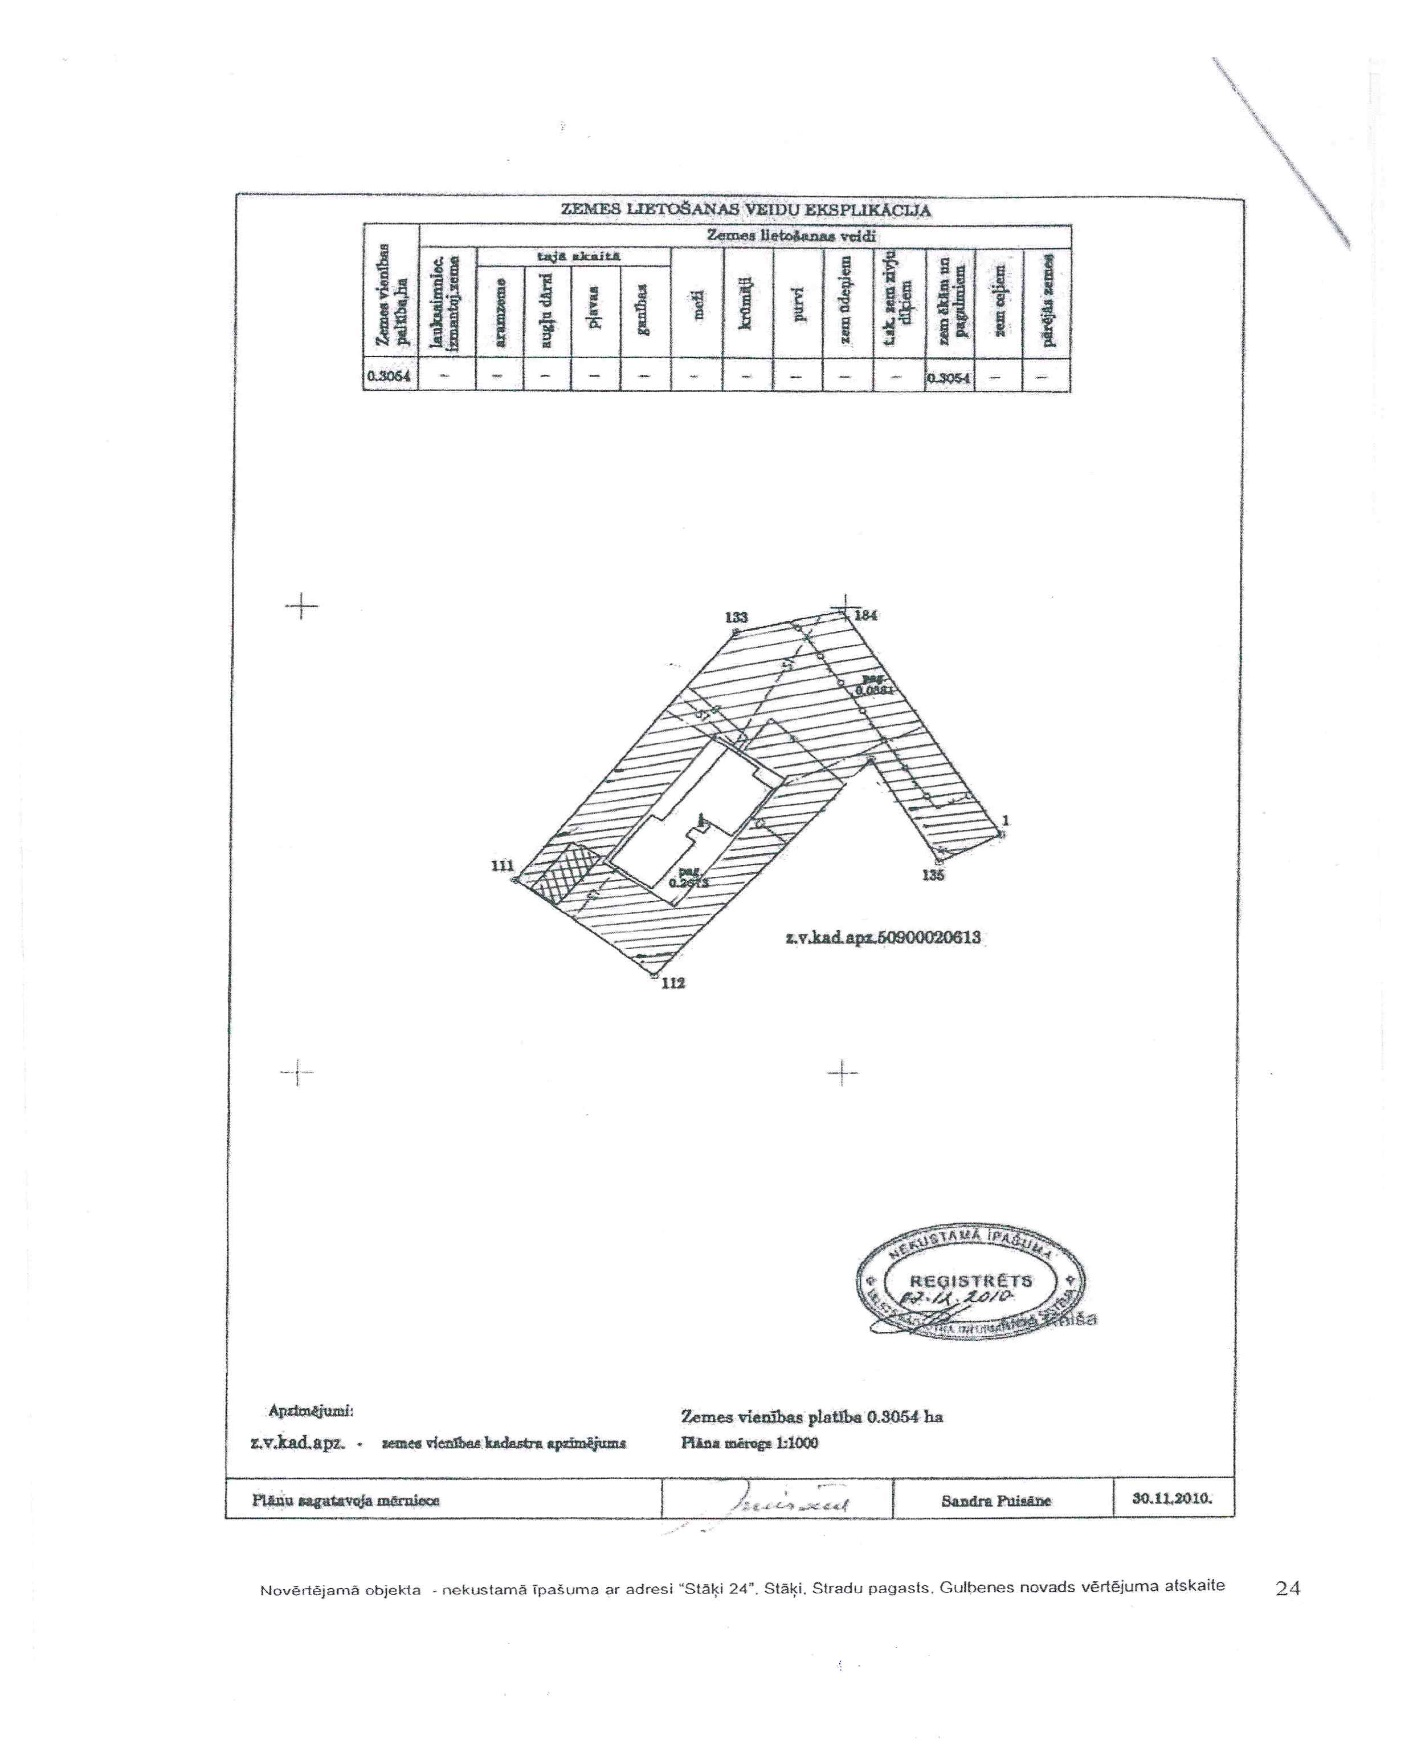 ZEMES LIETOŠANAS VEIDU EKSPLIKĀCIJA
Zemes vienības platība,ha
Zemes lietošanas veidi
lauksaimniec. izmantoj.zeme
tajā skaitā
aramzeme
augļu dārzi
pļavas
ganības
meži
krūmāji
purvi
zem ūdeņiem
t.sk. zem zivju dīķiem
zem ēkām un pagalmiem
zem ceļiem
pārējās zemes
0.3054 – – – – – – – – – – 0.3054 – –
133
184
pag.
111
pag.
1
135
z.v.kad.apz.50900020613
112
NEKUSTAMĀ ĪPAŠUMA
REĢISTRĒTS
2010
Apzīmējumi:
z.v.kad.apz. - zemes vienības kadastra apzīmējums
Zemes vienības platība 0.3054 ha
Plāna mērogs 1:1000
Plānu sagatavoja mērniece
Sandra Puisāne
30.11.2010.
Novērtējamā objekta - nekustamā īpašuma ar adresi “Stāķi 24”, Stāķi, Stradu pagasts, Gulbenes novads vērtējuma atskaite 24